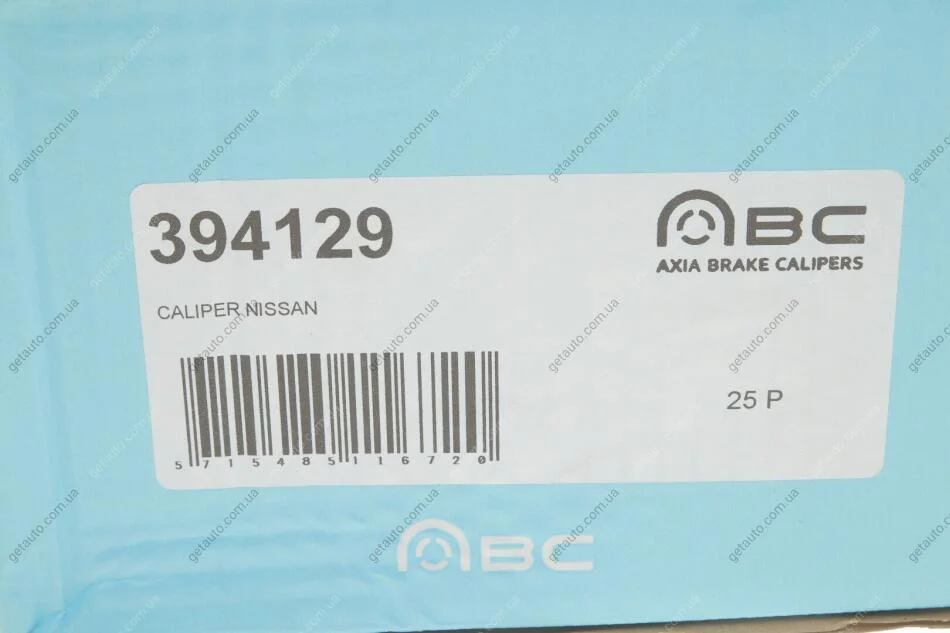 394129
ABC
AXIA BRAKE CALIPERS
CALIPER NISSAN
25 P
5715485116720
ABC
getauto.com.ua